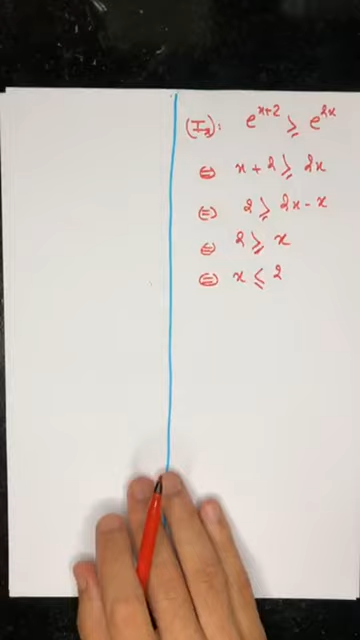 (I₂): e^{x+2} ≥ e^{2x}
⇔ x + 2 ≥ 2x
⇔ 2 ≥ 2x - x
⇔ 2 ≥ x
⇔ x ≤ 2